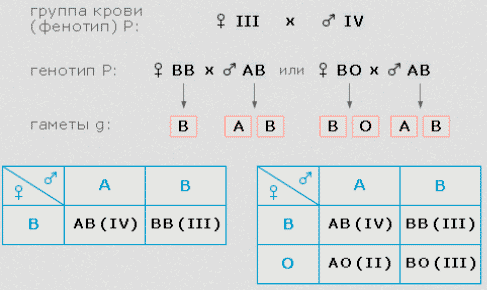 группа крови
(фенотип) P: ♀ III x ♂ IV
генотип P: ♀ BB x ♂ AB или ♀ BO x ♂ AB
гаметы g: B A B B O A B
♀ ♂ A B
B AB(IV) BB(III)
♀ ♂ A B
B AB(IV) BB(III)
O AO(II) BO(III)